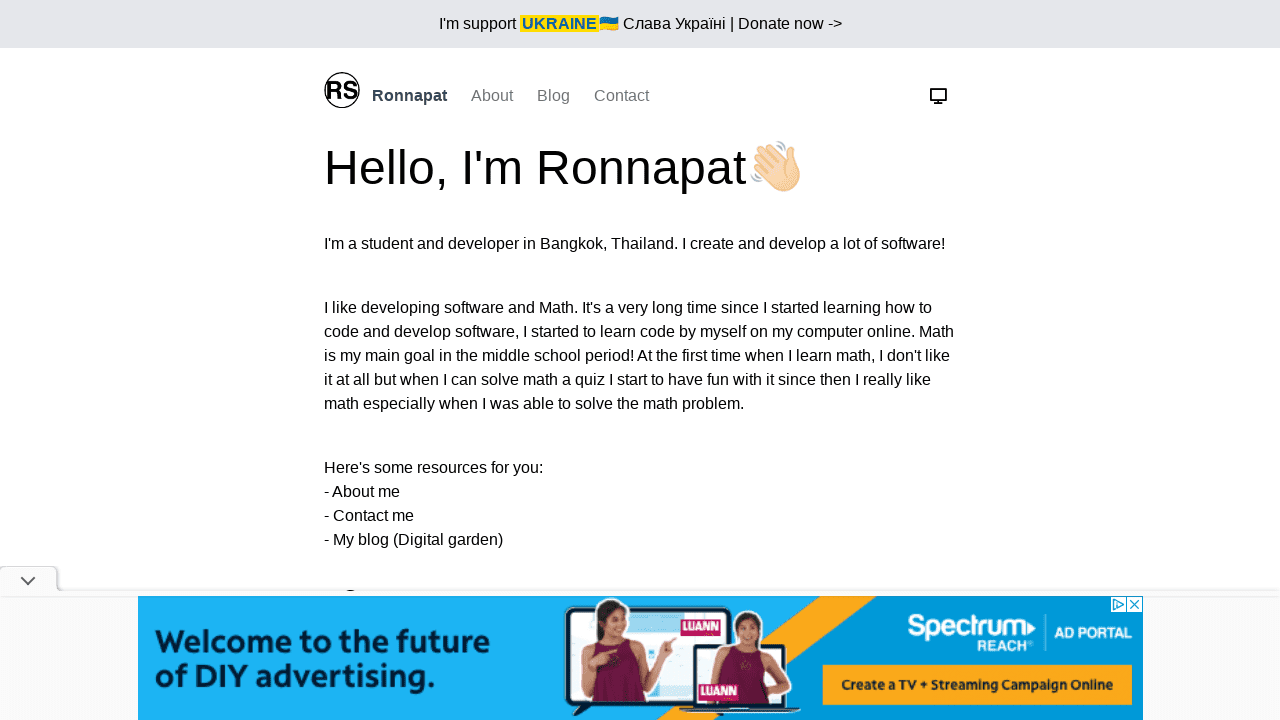 I'm support UKRAINE🇺🇦 Слава Україні | Donate now ->
RS Ronnapat About Blog Contact
Hello, I'm Ronnapat👋🏻
I'm a student and developer in Bangkok, Thailand. I create and develop a lot of software!
I like developing software and Math. It's a very long time since I started learning how to
code and develop software, I started to learn code by myself on my computer online. Math
is my main goal in the middle school period! At the first time when I learn math, I don't like
it at all but when I can solve math a quiz I start to have fun with it since then I really like
math especially when I was able to solve the math problem.
Here's some resources for you:
- About me
- Contact me
- My blog (Digital garden)
Welcome to the future
of DIY advertising.
LUANN
LUANN
Spectrum
REACH
AD PORTAL
Create a TV + Streaming Campaign Online